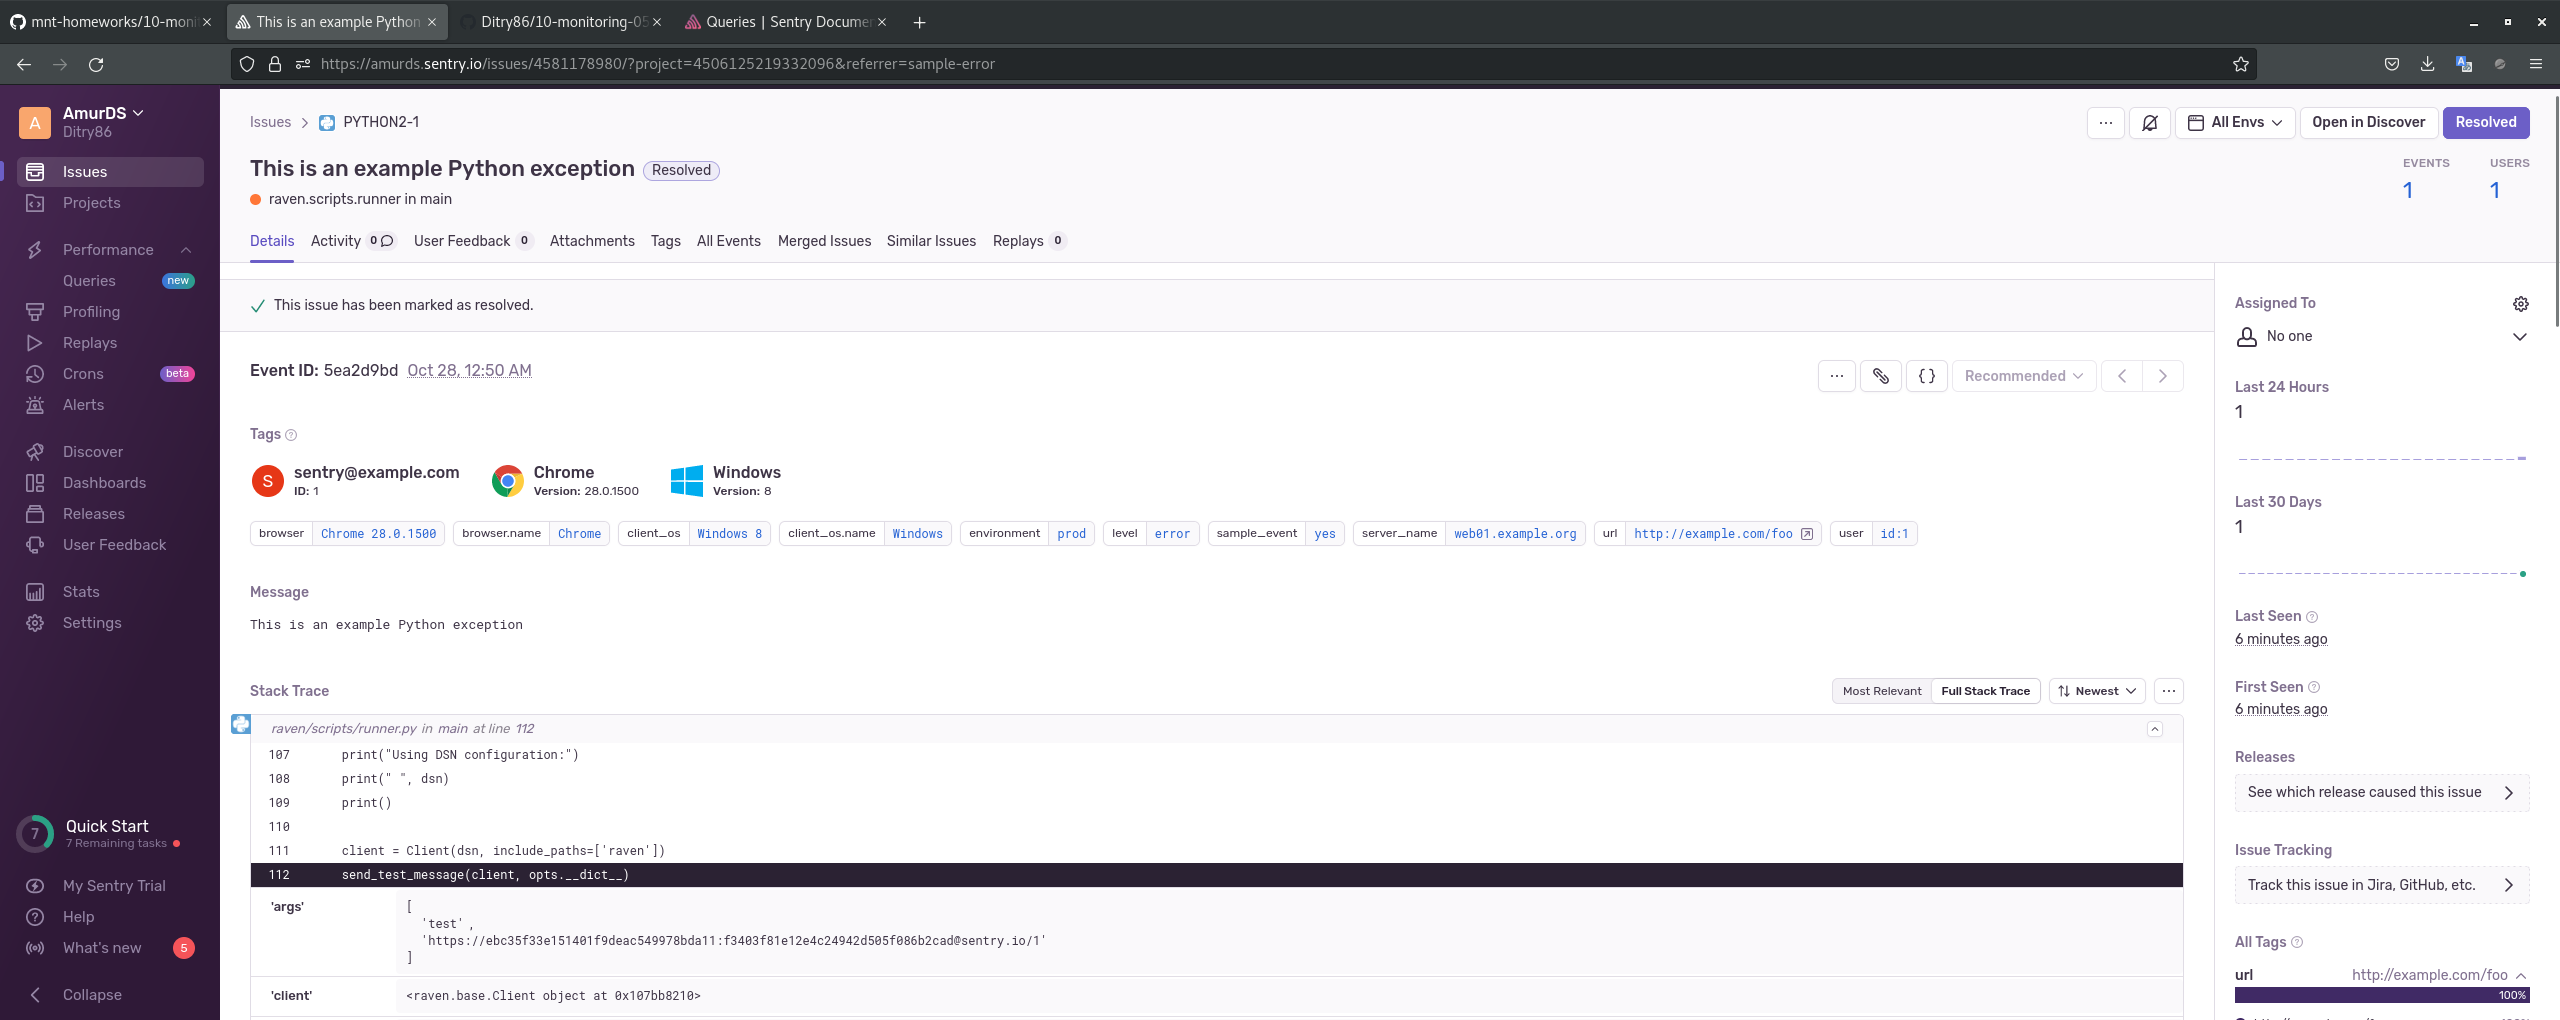 mnt-homeworks/10-moni
This is an example Python
Ditry86/10-monitoring-05
Queries | Sentry Docume
https://amurds.sentry.io/issues/4581178980/?project=4506125219332096&referrer=sample-error
A
AmurDS
Ditry86
Issues
Projects
Performance
Queries new
Profiling
Replays
Crons beta
Alerts
Discover
Dashboards
Releases
User Feedback
Stats
Settings
7
Quick Start
7 Remaining tasks
My Sentry Trial
Help
What's new 5
Collapse
Issues > PYTHON2-1
All Envs
Open in Discover
Resolved
This is an example Python exception Resolved
raven.scripts.runner in main
EVENTS USERS
1 1
Details Activity 0 User Feedback 0 Attachments Tags All Events Merged Issues Similar Issues Replays 0
This issue has been marked as resolved.
Event ID: 5ea2d9bd Oct 28, 12:50 AM
Recommended
Tags
S
sentry@example.com
ID: 1
Chrome
Version: 28.0.1500
Windows
Version: 8
browser Chrome 28.0.1500 browser.name Chrome client_os Windows 8 client_os.name Windows environment prod level error sample_event yes server_name web01.example.org url http://example.com/foo user id:1
Message
This is an example Python exception
Stack Trace
Most Relevant Full Stack Trace Newest
raven/scripts/runner.py in main at line 112
107 print("Using DSN configuration:")
108 print(" ", dsn)
109 print()
110
111 client = Client(dsn, include_paths=['raven'])
112 send_test_message(client, opts.__dict__)
'args' [
'test',
'https://ebc35f33e151401f9deac549978bda11:f3403f81e12e4c24942d505f086b2cad@sentry.io/1'
]
'client' <raven.base.Client object at 0x107bb8210>
Assigned To
No one
Last 24 Hours
1
Last 30 Days
1
Last Seen
6 minutes ago
First Seen
6 minutes ago
Releases
See which release caused this issue
Issue Tracking
Track this issue in Jira, GitHub, etc.
All Tags
url http://example.com/foo
100%